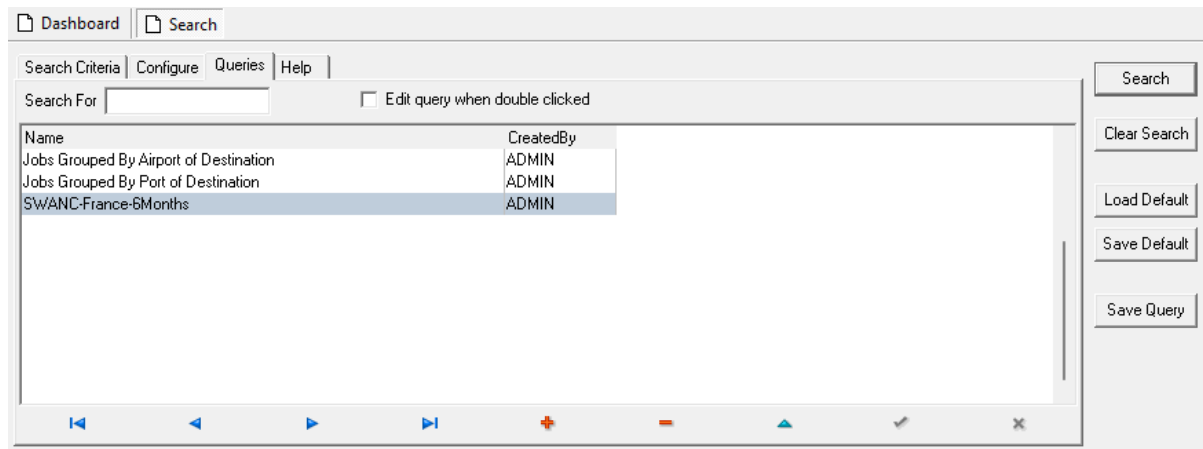 Dashboard Search
Search Criteria Configure Queries Help
Search For Edit query when double clicked
Name CreatedBy
Jobs Grouped By Airport of Destination ADMIN
Jobs Grouped By Port of Destination ADMIN
SWANC-France-6Months ADMIN
Search
Clear Search
Load Default
Save Default
Save Query